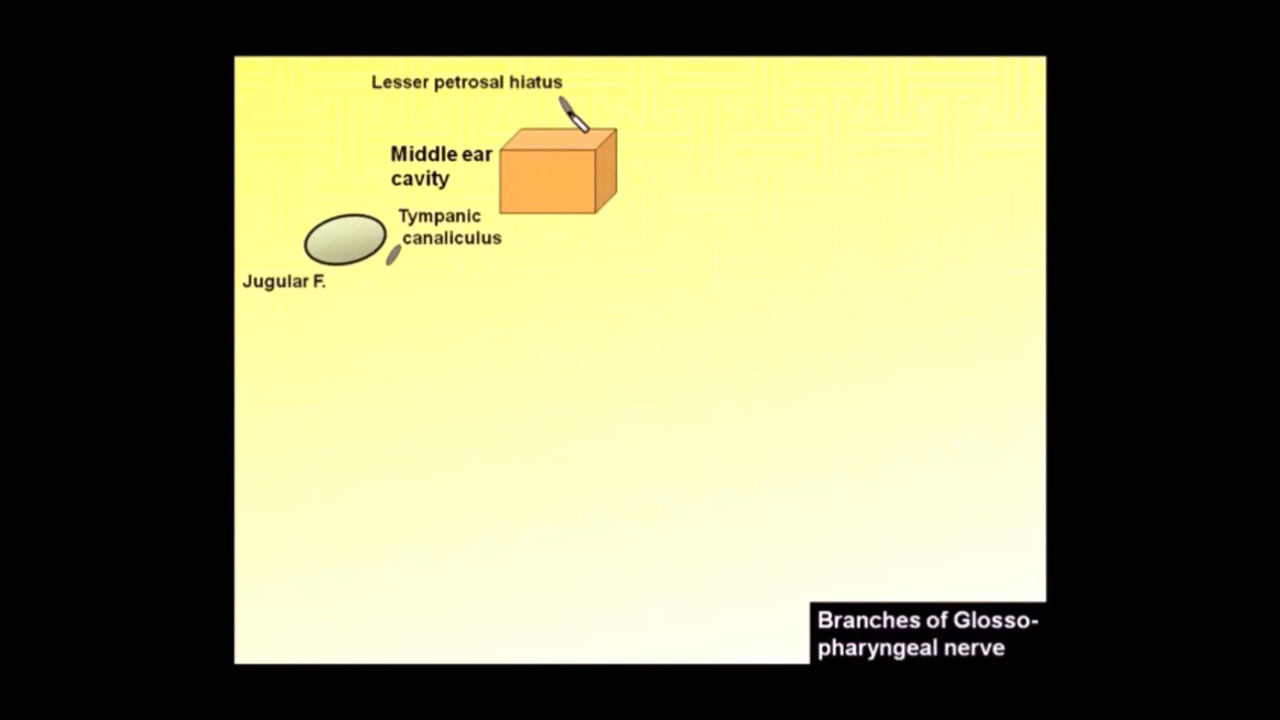 Lesser petrosal hiatus
Middle ear
cavity
Tympanic
canaliculus
Jugular F.
Branches of Glosso-
pharyngeal nerve